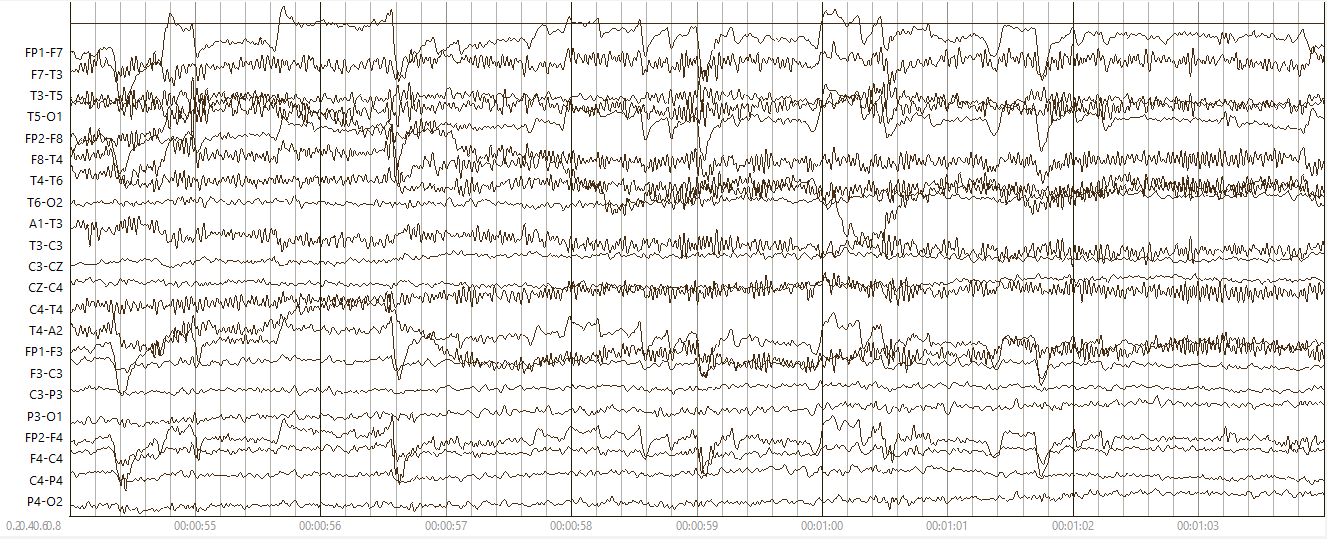 FP1-F7
F7-T3
T3-T5
T5-O1
FP2-F8
F8-T4
T4-T6
T6-O2
A1-T3
T3-C3
C3-CZ
CZ-C4
C4-T4
T4-A2
FP1-F3
F3-C3
C3-P3
P3-O1
FP2-F4
F4-C4
C4-P4
P4-O2
0.20.40.60.8 00:00:55 00:00:56 00:00:57 00:00:58 00:00:59 00:01:00 00:01:01 00:01:02 00:01:03